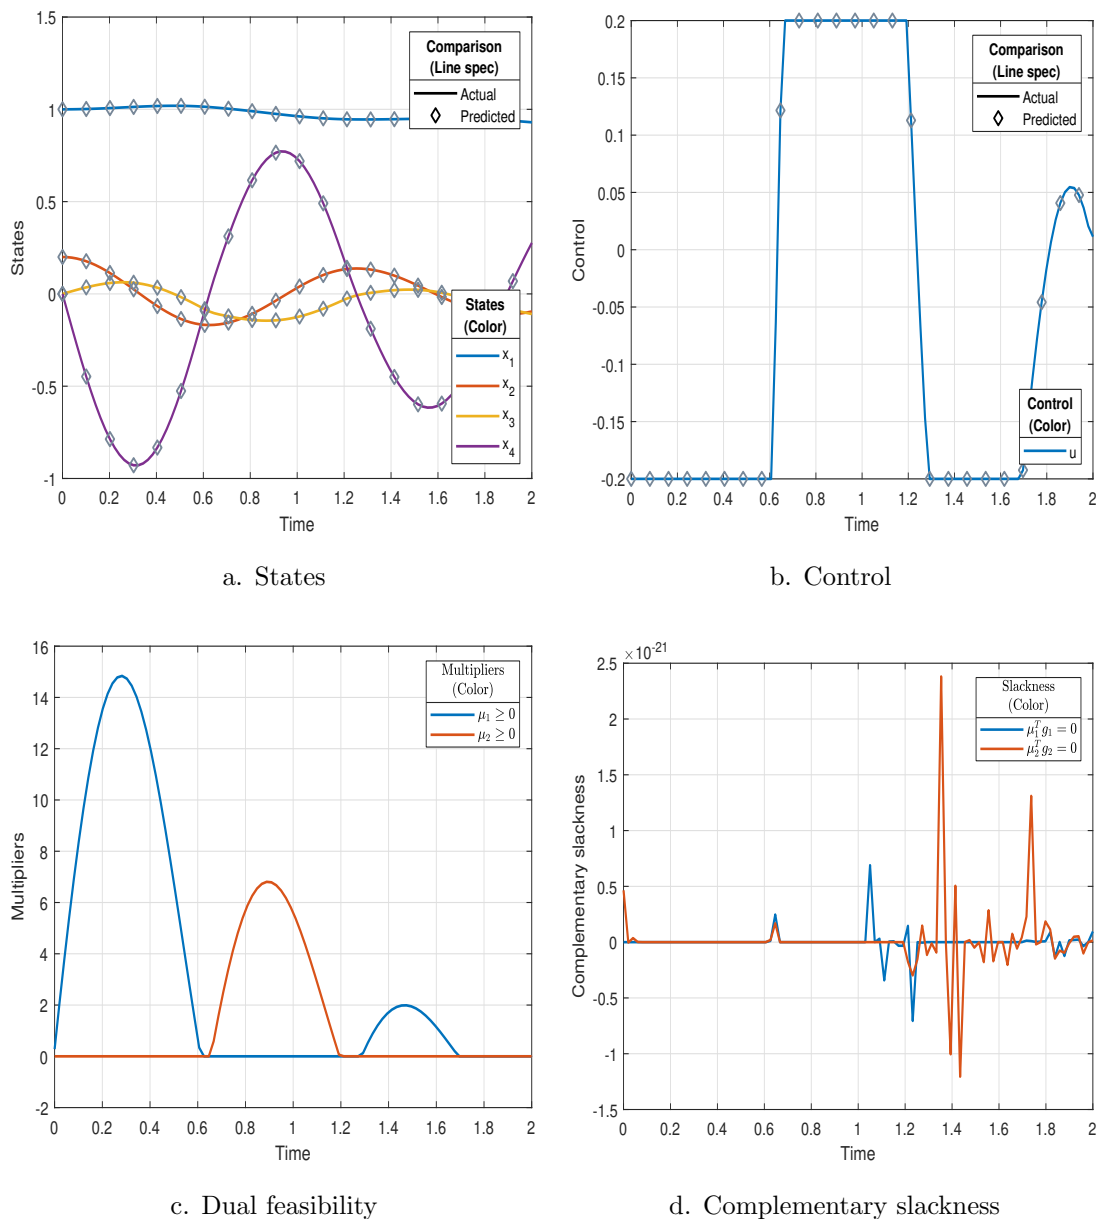 1.5
1
0.5
0
-0.5
-1
States
0 0.2 0.4 0.6 0.8 1 1.2 1.4 1.6 1.8 2
Time
Comparison
(Line spec)
Actual
Predicted
States
(Color)
x1
x2
x3
x4
a. States
0.2
0.15
0.1
0.05
0
-0.05
-0.1
-0.15
-0.2
Control
0 0.2 0.4 0.6 0.8 1 1.2 1.4 1.6 1.8 2
Time
Comparison
(Line spec)
Actual
Predicted
Control
(Color)
u
b. Control
16
14
12
10
8
6
4
2
0
-2
Multipliers
0 0.2 0.4 0.6 0.8 1 1.2 1.4 1.6 1.8 2
Time
Multipliers
(Color)
μ1 ≥ 0
μ2 ≥ 0
c. Dual feasibility
×10^-21
2.5
2
1.5
1
0.5
0
-0.5
-1
-1.5
Complementary slackness
0 0.2 0.4 0.6 0.8 1 1.2 1.4 1.6 1.8 2
Time
Slackness
(Color)
μ1^T g1 = 0
μ2^T g2 = 0
d. Complementary slackness